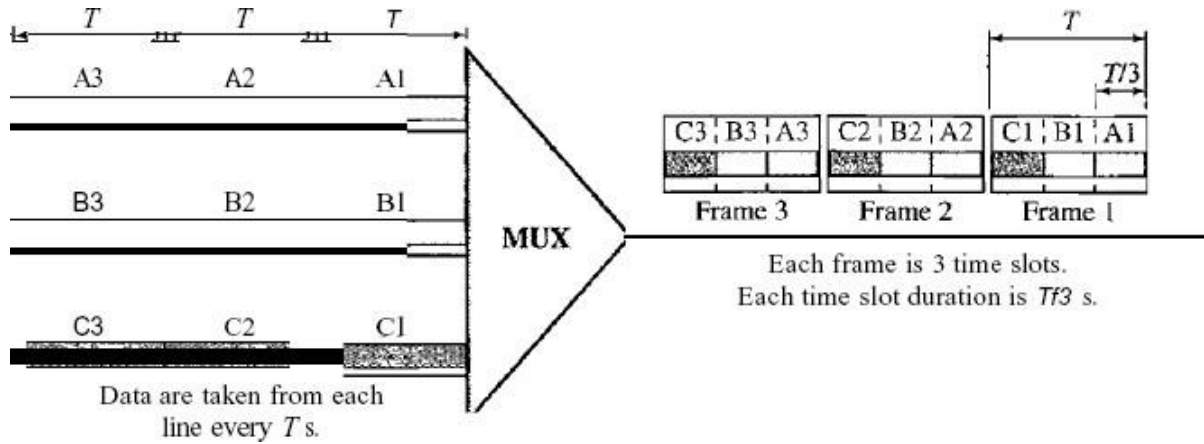 T T T
T
T/3
A3 A2 A1
C3 B3 A3 C2 B2 A2 C1 B1 A1
Frame 3 Frame 2 Frame 1
B3 B2 B1
MUX
Each frame is 3 time slots.
Each time slot duration is Tf3 s.
C3 C2 C1
Data are taken from each
line every T s.